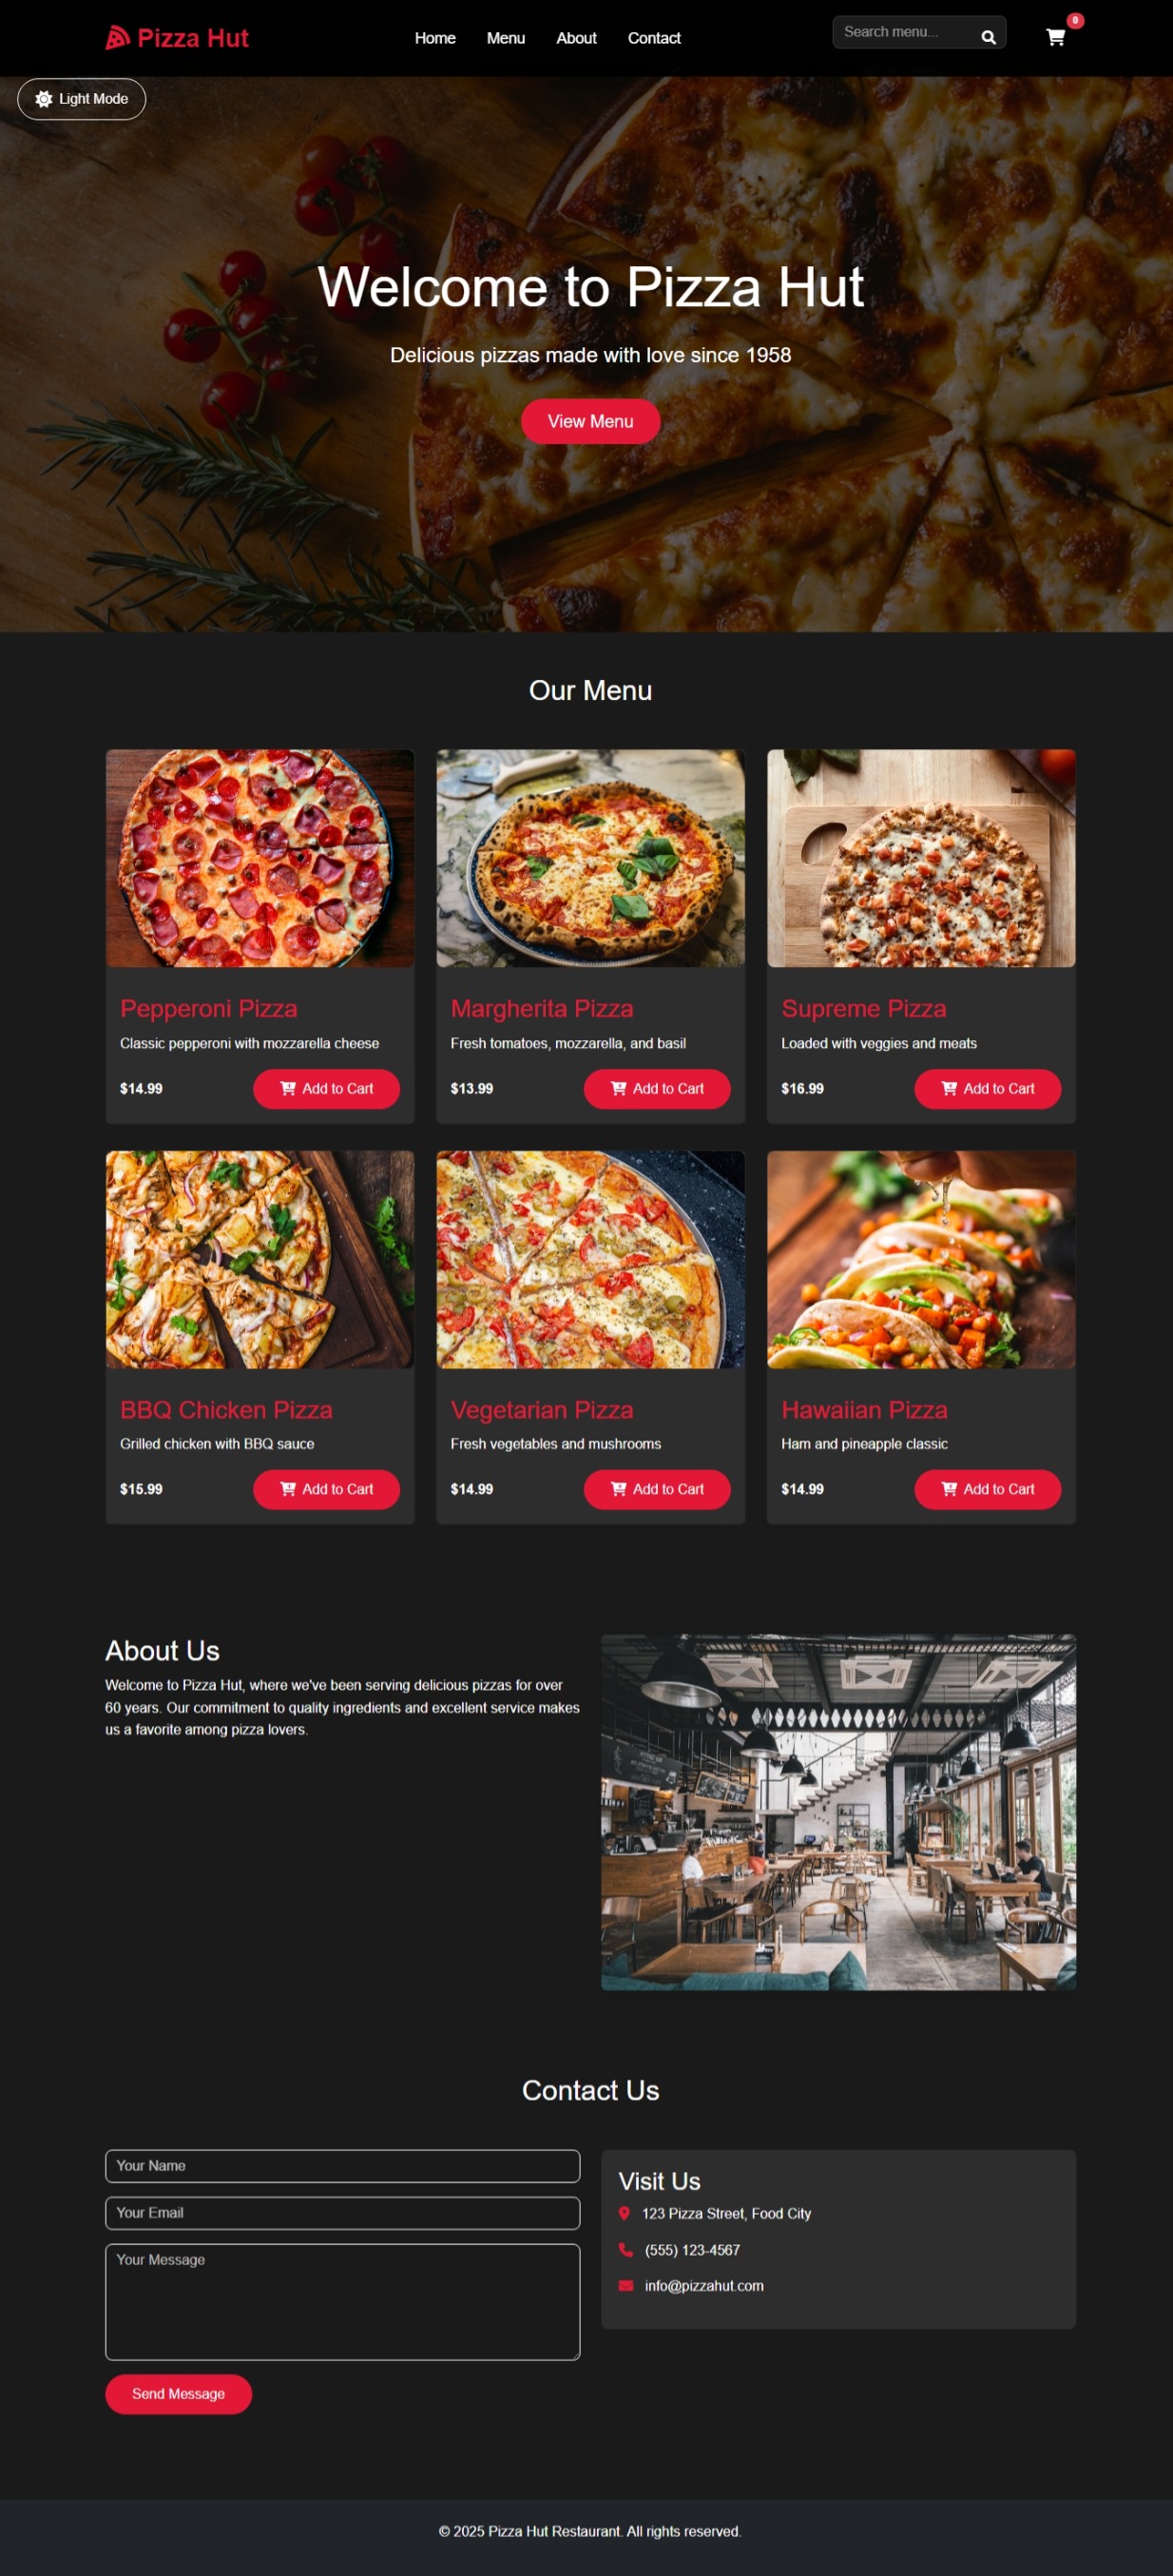 Pizza Hut
Home Menu About Contact
Search menu...
0
Light Mode
Welcome to Pizza Hut
Delicious pizzas made with love since 1958
View Menu
Our Menu
Pepperoni Pizza
Classic pepperoni with mozzarella cheese
$14.99 Add to Cart
Margherita Pizza
Fresh tomatoes, mozzarella, and basil
$13.99 Add to Cart
Supreme Pizza
Loaded with veggies and meats
$16.99 Add to Cart
BBQ Chicken Pizza
Grilled chicken with BBQ sauce
$15.99 Add to Cart
Vegetarian Pizza
Fresh vegetables and mushrooms
$14.99 Add to Cart
Hawaiian Pizza
Ham and pineapple classic
$14.99 Add to Cart
About Us
Welcome to Pizza Hut, where we've been serving delicious pizzas for over
60 years. Our commitment to quality ingredients and excellent service makes
us a favorite among pizza lovers.
Contact Us
Your Name
Your Email
Your Message
Send Message
Visit Us
123 Pizza Street, Food City
(555) 123-4567
info@pizzahut.com
© 2025 Pizza Hut Restaurant. All rights reserved.